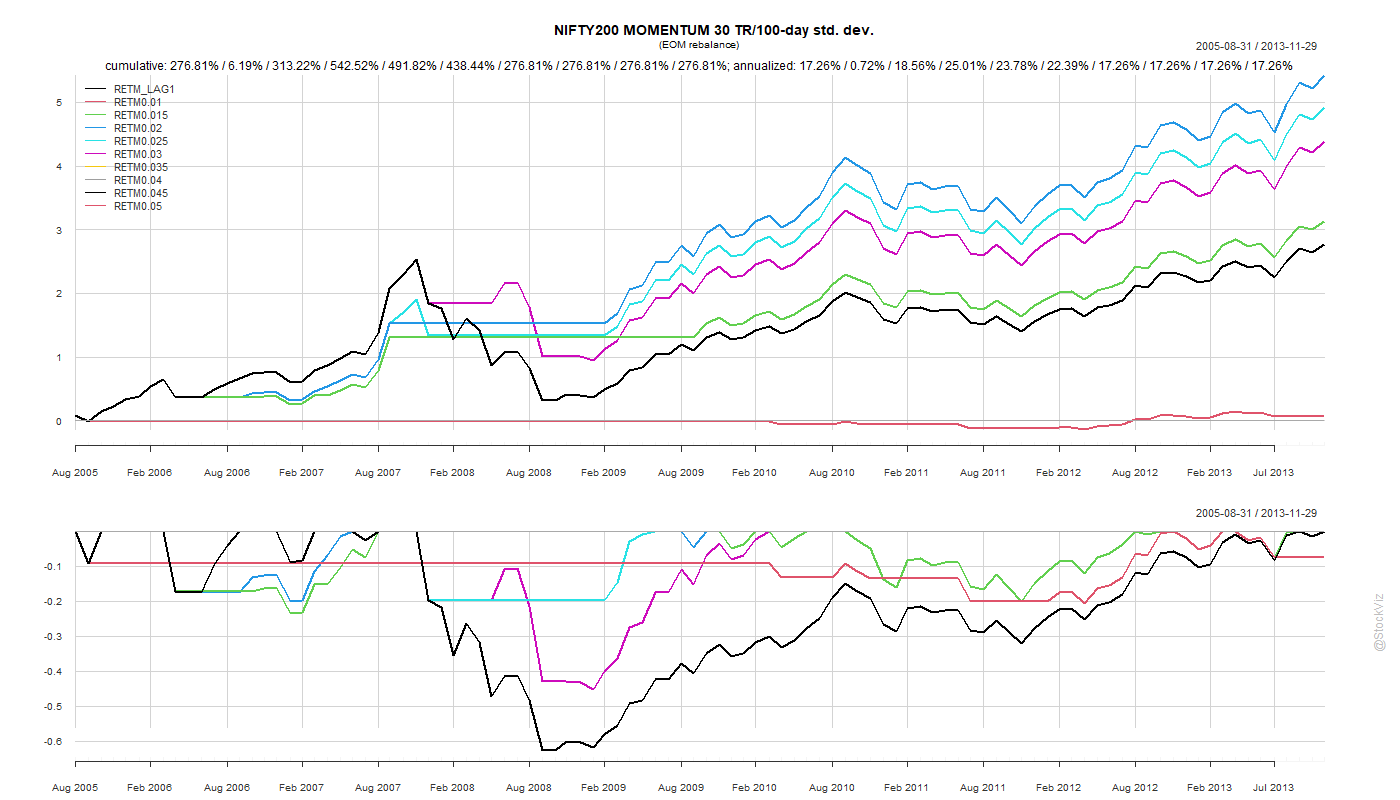 NIFTY200 MOMENTUM 30 TR/100-day std. dev.
(EOM rebalance)
2005-08-31 / 2013-11-29
cumulative: 276.81% / 6.19% / 313.22% / 542.52% / 491.82% / 438.44% / 276.81% / 276.81% / 276.81% / 276.81%; annualized: 17.26% / 0.72% / 18.56% / 25.01% / 23.78% / 22.39% / 17.26% / 17.26% / 17.26% / 17.26%
RETM_LAG1
RETM0.01
RETM0.015
RETM0.02
RETM0.025
RETM0.03
RETM0.035
RETM0.04
RETM0.045
RETM0.05
5
4
3
2
1
0
Aug 2005 Feb 2006 Aug 2006 Feb 2007 Aug 2007 Feb 2008 Aug 2008 Feb 2009 Aug 2009 Feb 2010 Aug 2010 Feb 2011 Aug 2011 Feb 2012 Aug 2012 Feb 2013 Jul 2013
2005-08-31 / 2013-11-29
-0.1
-0.2
-0.3
-0.4
-0.5
-0.6
Aug 2005 Feb 2006 Aug 2006 Feb 2007 Aug 2007 Feb 2008 Aug 2008 Feb 2009 Aug 2009 Feb 2010 Aug 2010 Feb 2011 Aug 2011 Feb 2012 Aug 2012 Feb 2013 Jul 2013
@StockViz